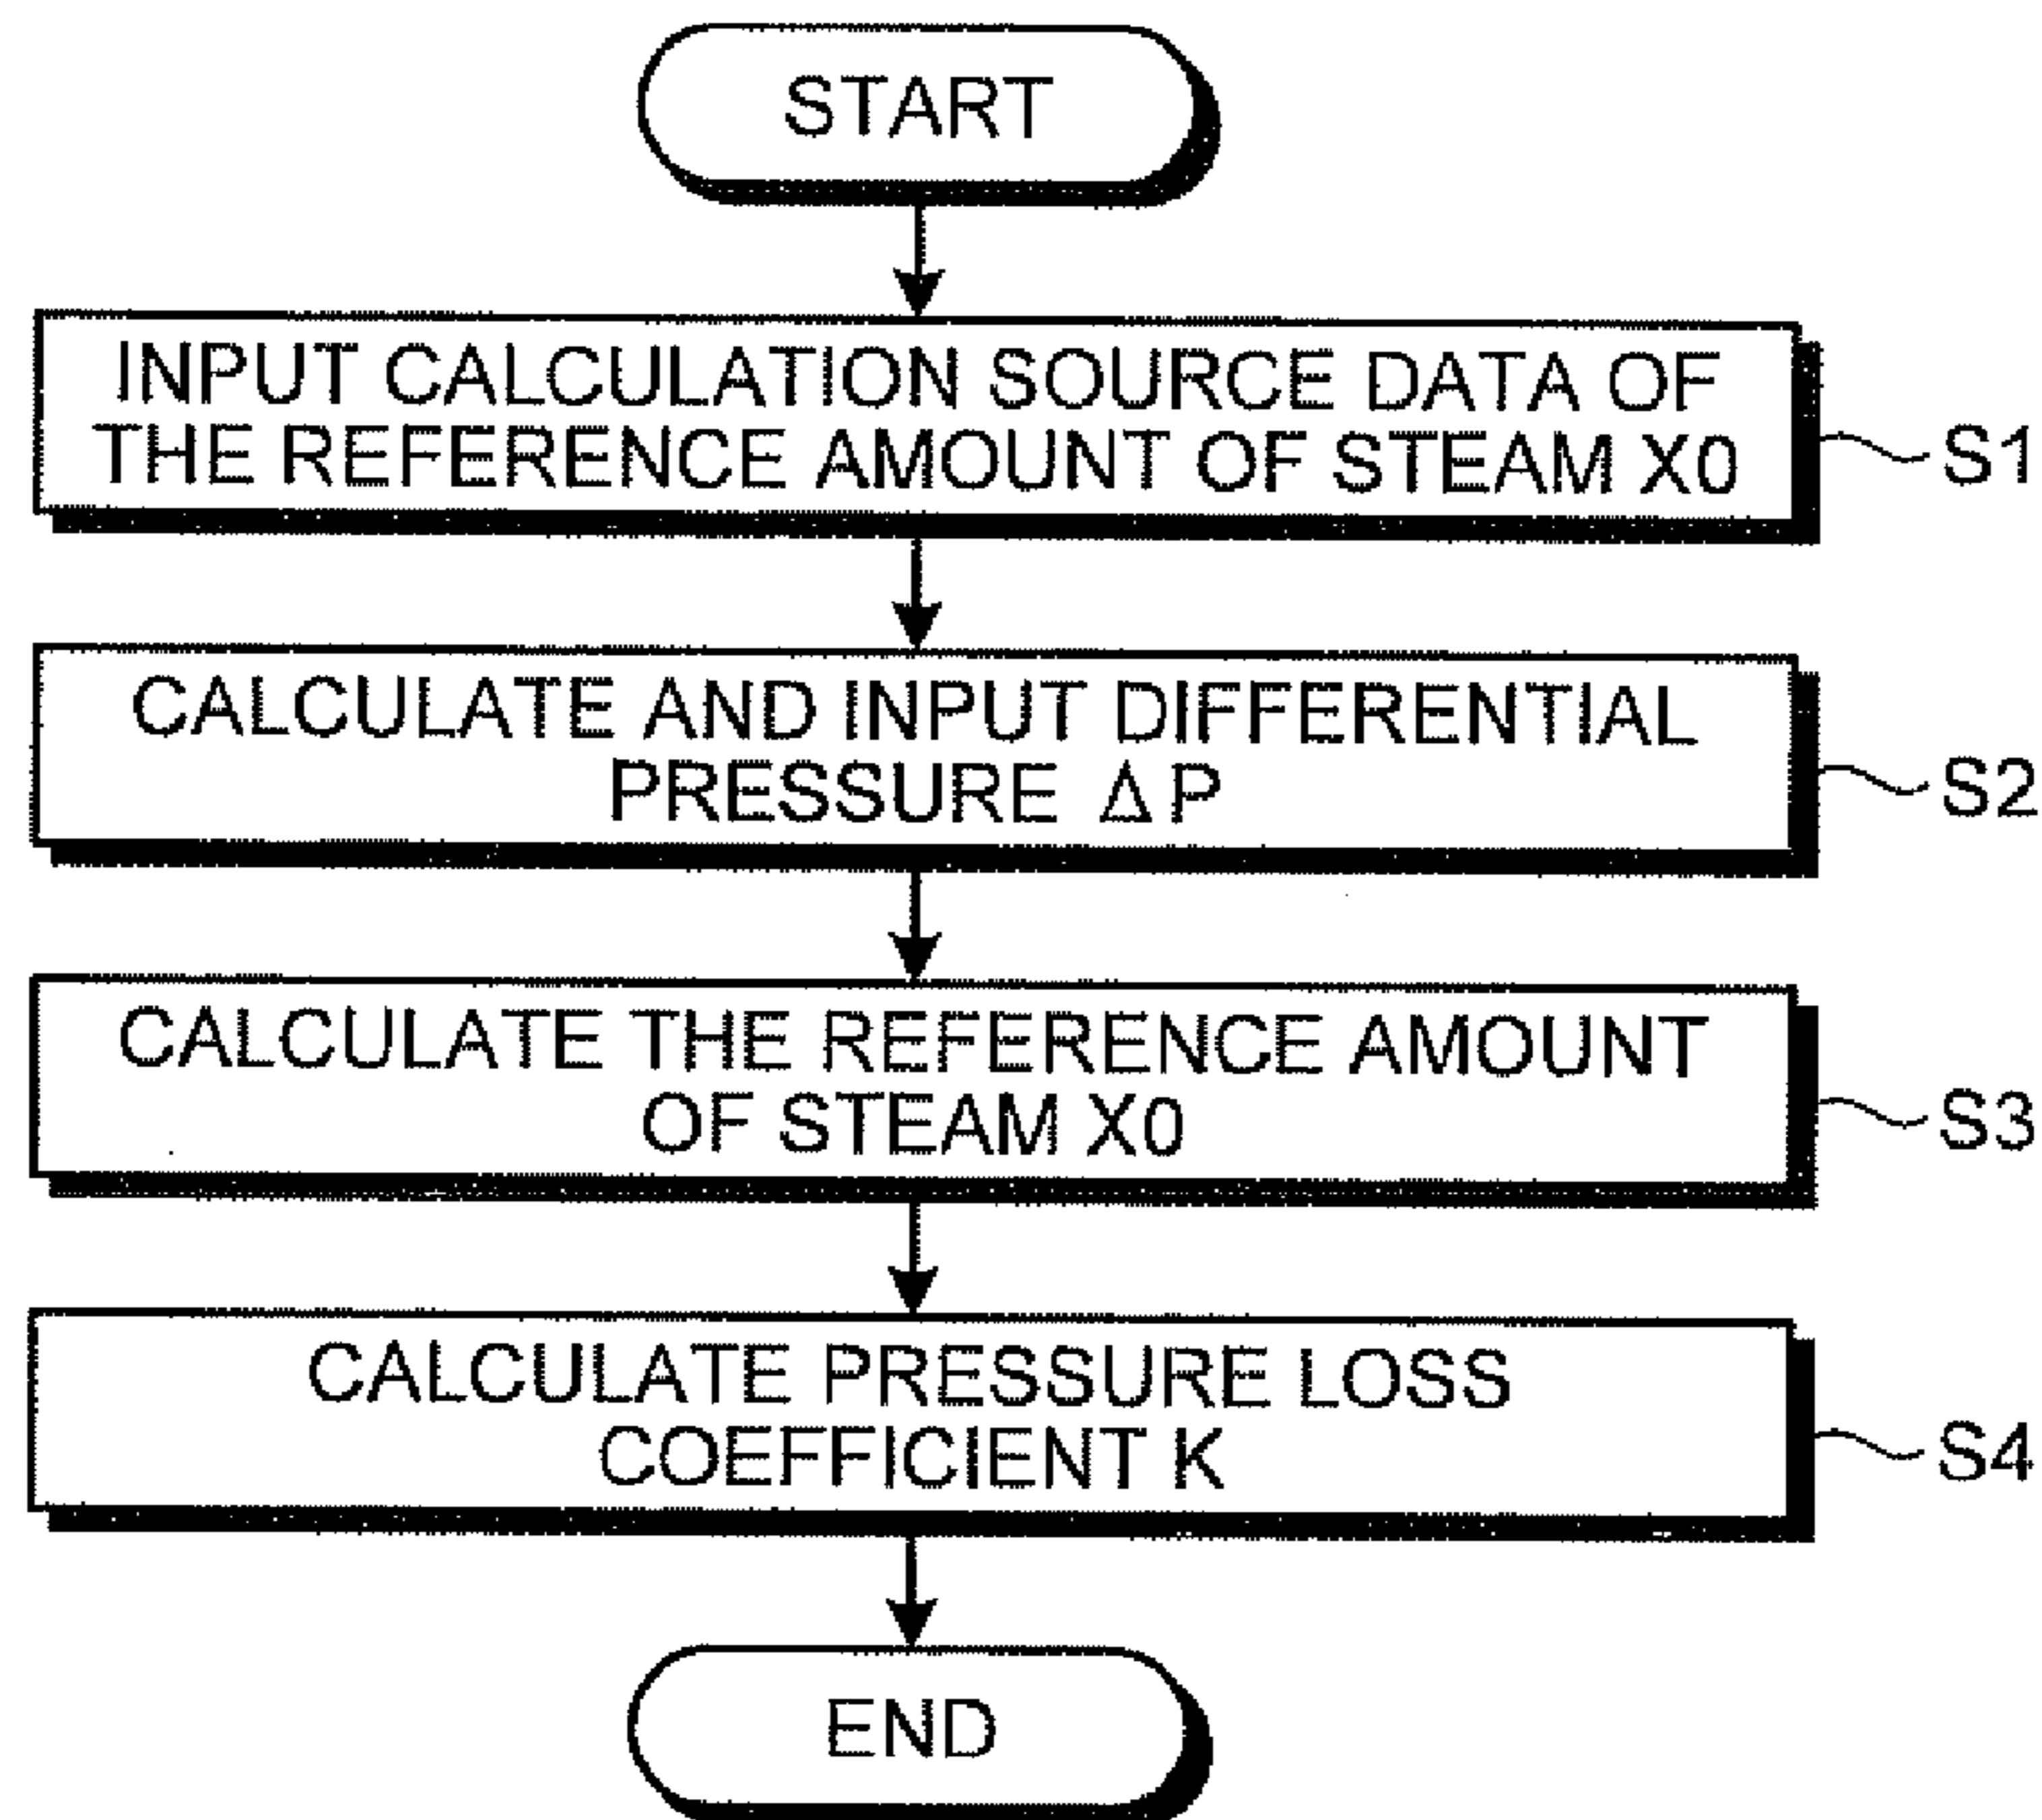 START
INPUT CALCULATION SOURCE DATA OF
THE REFERENCE AMOUNT OF STEAM X0
S1
CALCULATE AND INPUT DIFFERENTIAL
PRESSURE ΔP
S2
CALCULATE THE REFERENCE AMOUNT
OF STEAM X0
S3
CALCULATE PRESSURE LOSS
COEFFICIENT K
S4
END